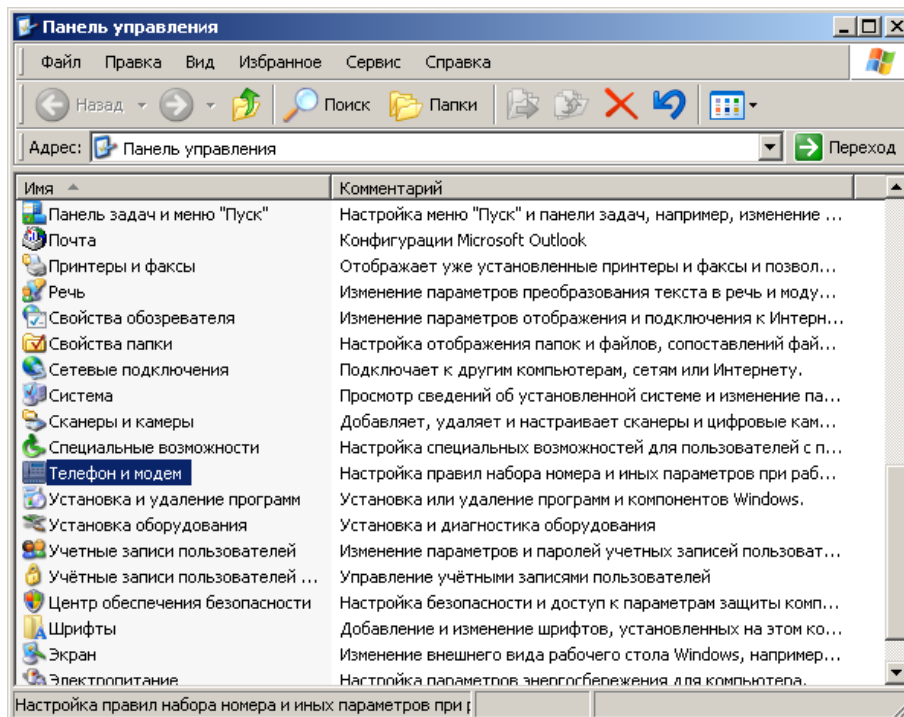 Панель управления
Файл Правка Вид Избранное Сервис Справка
Назад Поиск Папки
Адрес: Панель управления Переход
Имя Комментарий
Панель задач и меню "Пуск" Настройка меню "Пуск" и панели задач, например, изменение ...
Почта Конфигурации Microsoft Outlook
Принтеры и факсы Отображает уже установленные принтеры и факсы и позвол...
Речь Изменение параметров преобразования текста в речь и моду...
Свойства обозревателя Изменение параметров отображения и подключения к Интерн...
Свойства папки Настройка отображения папок и файлов, сопоставлений фай...
Сетевые подключения Подключает к другим компьютерам, сетям или Интернету.
Система Просмотр сведений об установленной системе и изменение па...
Сканеры и камеры Добавляет, удаляет и настраивает сканеры и цифровые кам...
Специальные возможности Настройка специальных возможностей для пользователей с п...
Телефон и модем Настройка правил набора номера и иных параметров при раб...
Установка и удаление программ Установка или удаление программ и компонентов Windows.
Установка оборудования Установка и диагностика оборудования
Учетные записи пользователей Изменение параметров и паролей учетных записей пользоват...
Учётные записи пользователей ... Управление учётными записями пользователей
Центр обеспечения безопасности Настройка безопасности и доступ к параметрам защиты комп...
Шрифты Добавление и изменение шрифтов, установленных на этом ко...
Экран Изменение внешнего вида рабочего стола Windows, например...
Электропитание Настройка параметров энергосбережения для компьютера.
Настройка правил набора номера и иных параметров при р